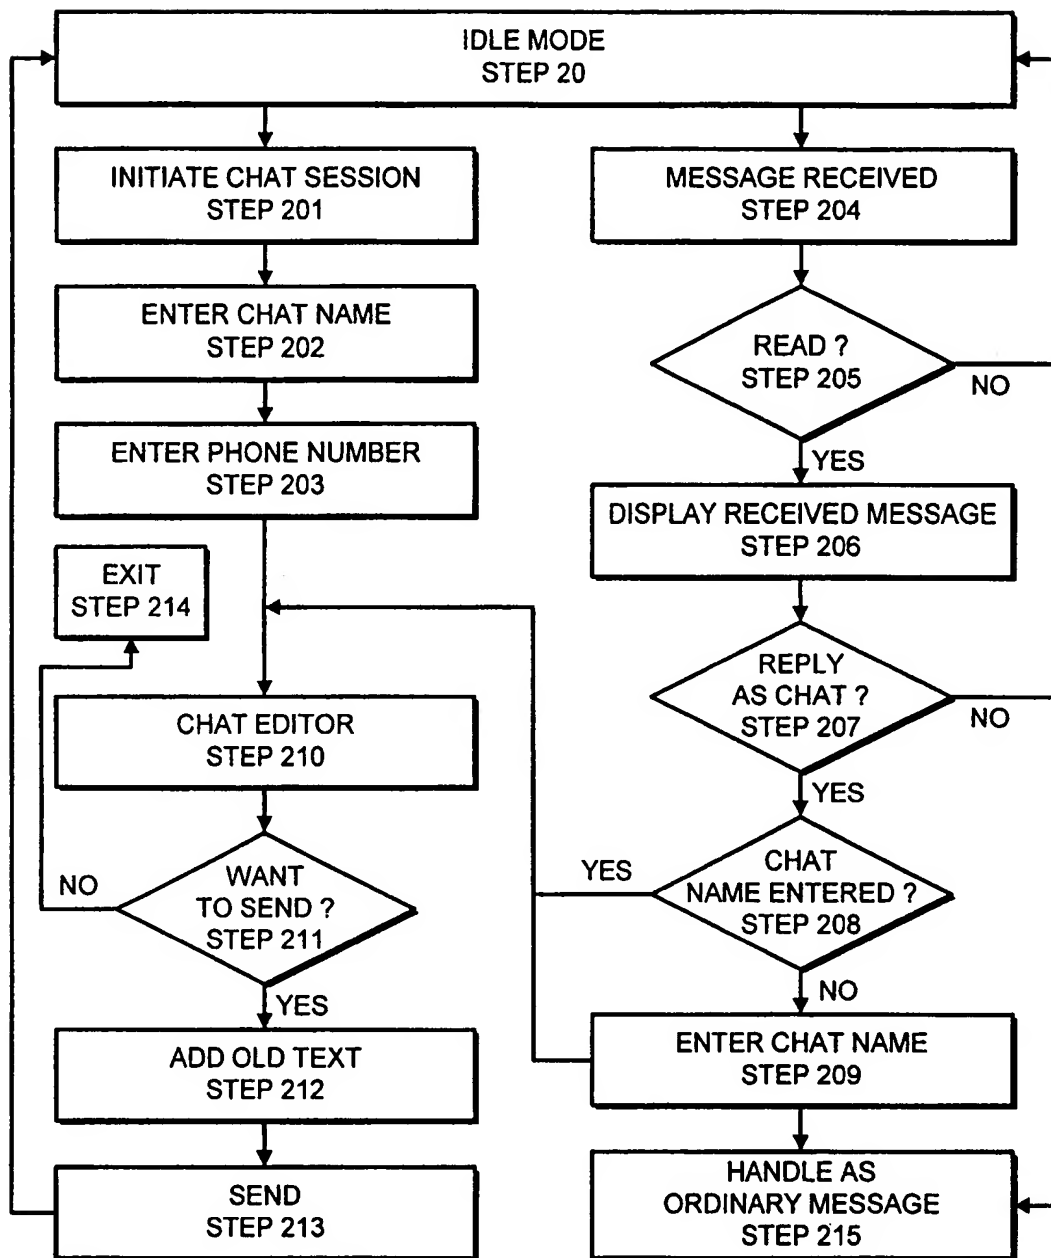 IDLE MODE
STEP 20
INITIATE CHAT SESSION
STEP 201
ENTER CHAT NAME
STEP 202
ENTER PHONE NUMBER
STEP 203
EXIT
STEP 214
CHAT EDITOR
STEP 210
NO
WANT
TO SEND ?
STEP 211
YES
ADD OLD TEXT
STEP 212
SEND
STEP 213
MESSAGE RECEIVED
STEP 204
READ ?
STEP 205
NO
YES
DISPLAY RECEIVED MESSAGE
STEP 206
REPLY
AS CHAT ?
STEP 207
NO
YES
YES
CHAT
NAME ENTERED ?
STEP 208
NO
ENTER CHAT NAME
STEP 209
HANDLE AS
ORDINARY MESSAGE
STEP 215